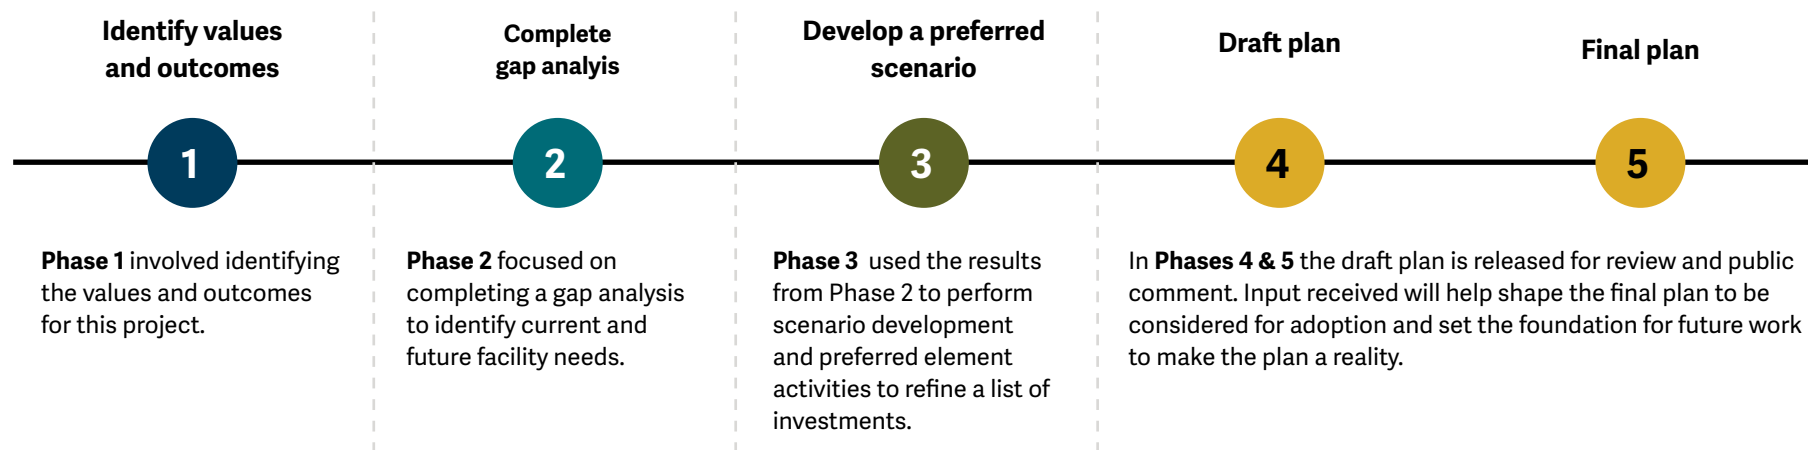 Identify values
and outcomes
Complete
gap analyis
Develop a preferred
scenario
Draft plan
Final plan
1
2
3
4
5
Phase 1 involved identifying
the values and outcomes
for this project.
Phase 2 focused on
completing a gap analysis
to identify current and
future facility needs.
Phase 3 used the results
from Phase 2 to perform
scenario development
and preferred element
activities to refine a list of
investments.
In Phases 4 & 5 the draft plan is released for review and public
comment. Input received will help shape the final plan to be
considered for adoption and set the foundation for future work
to make the plan a reality.